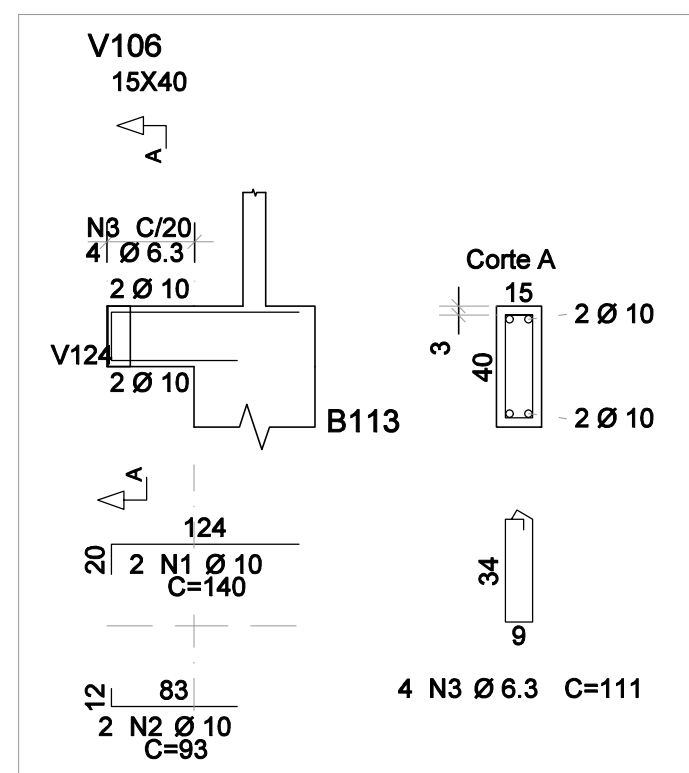 V106
15X40
A
N3 C/20
4 Ø 6.3
2 Ø 10
V124
2 Ø 10
B113
Corte A
15
2 Ø 10
3
40
2 Ø 10
A
124
20
2 N1 Ø 10
C=140
12
83
2 N2 Ø 10
C=93
34
9
4 N3 Ø 6.3 C=111